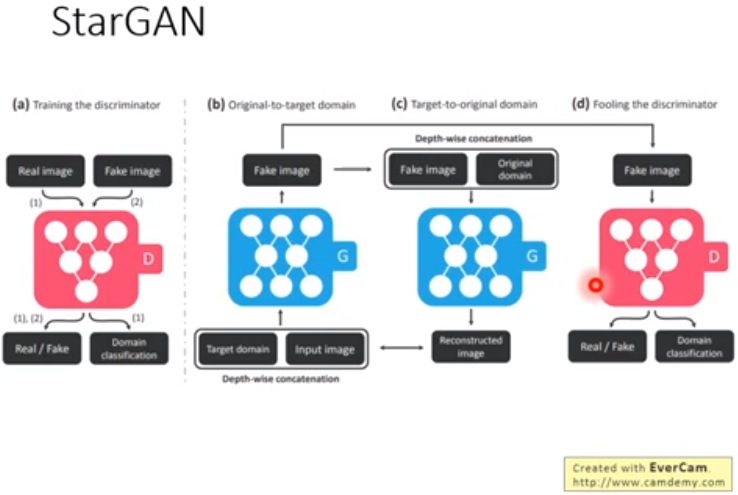 StarGAN
(a) Training the discriminator
(b) Original-to-target domain
(c) Target-to-original domain
(d) Fooling the discriminator
Real image
Fake image
(1)
(2)
D
(1), (2)
(1)
Real / Fake
Domain
classification
Fake image
G
Target domain
Input image
Depth-wise concatenation
Depth-wise concatenation
Fake image
Original
domain
G
Reconstructed
image
Fake image
D
Real / Fake
Domain
classification
Created with EverCam.
http://www.camdemy.com